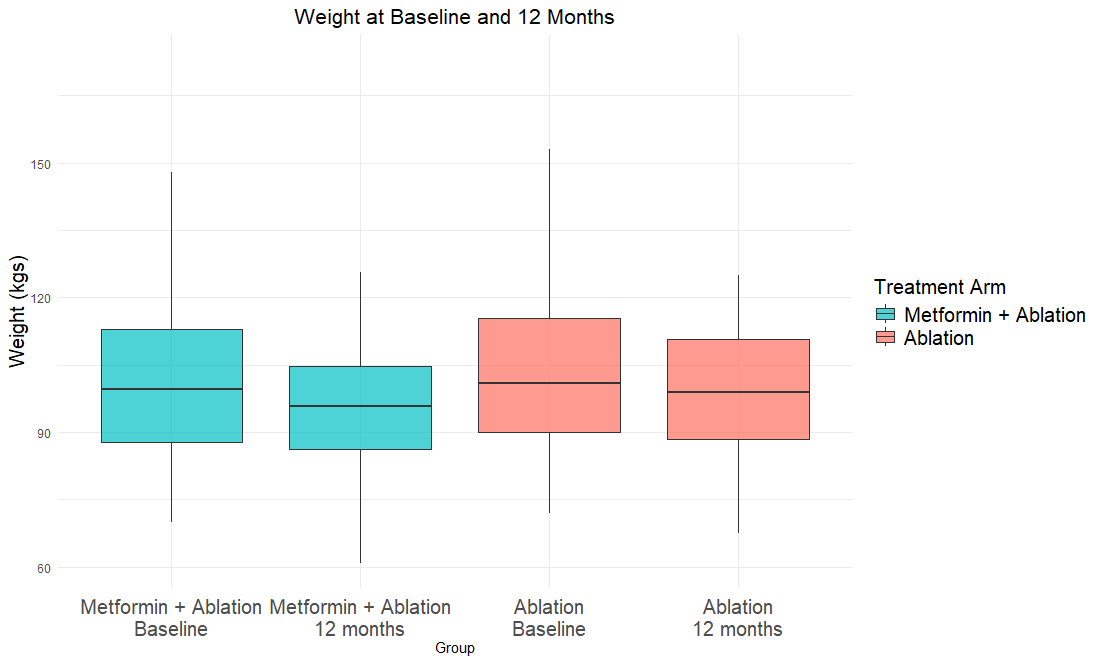 Weight at Baseline and 12 Months
Weight (kgs)
150
120
90
60
Metformin + Ablation
Baseline
Metformin + Ablation
12 months
Ablation
Baseline
Ablation
12 months
Group
Treatment Arm
Metformin + Ablation
Ablation